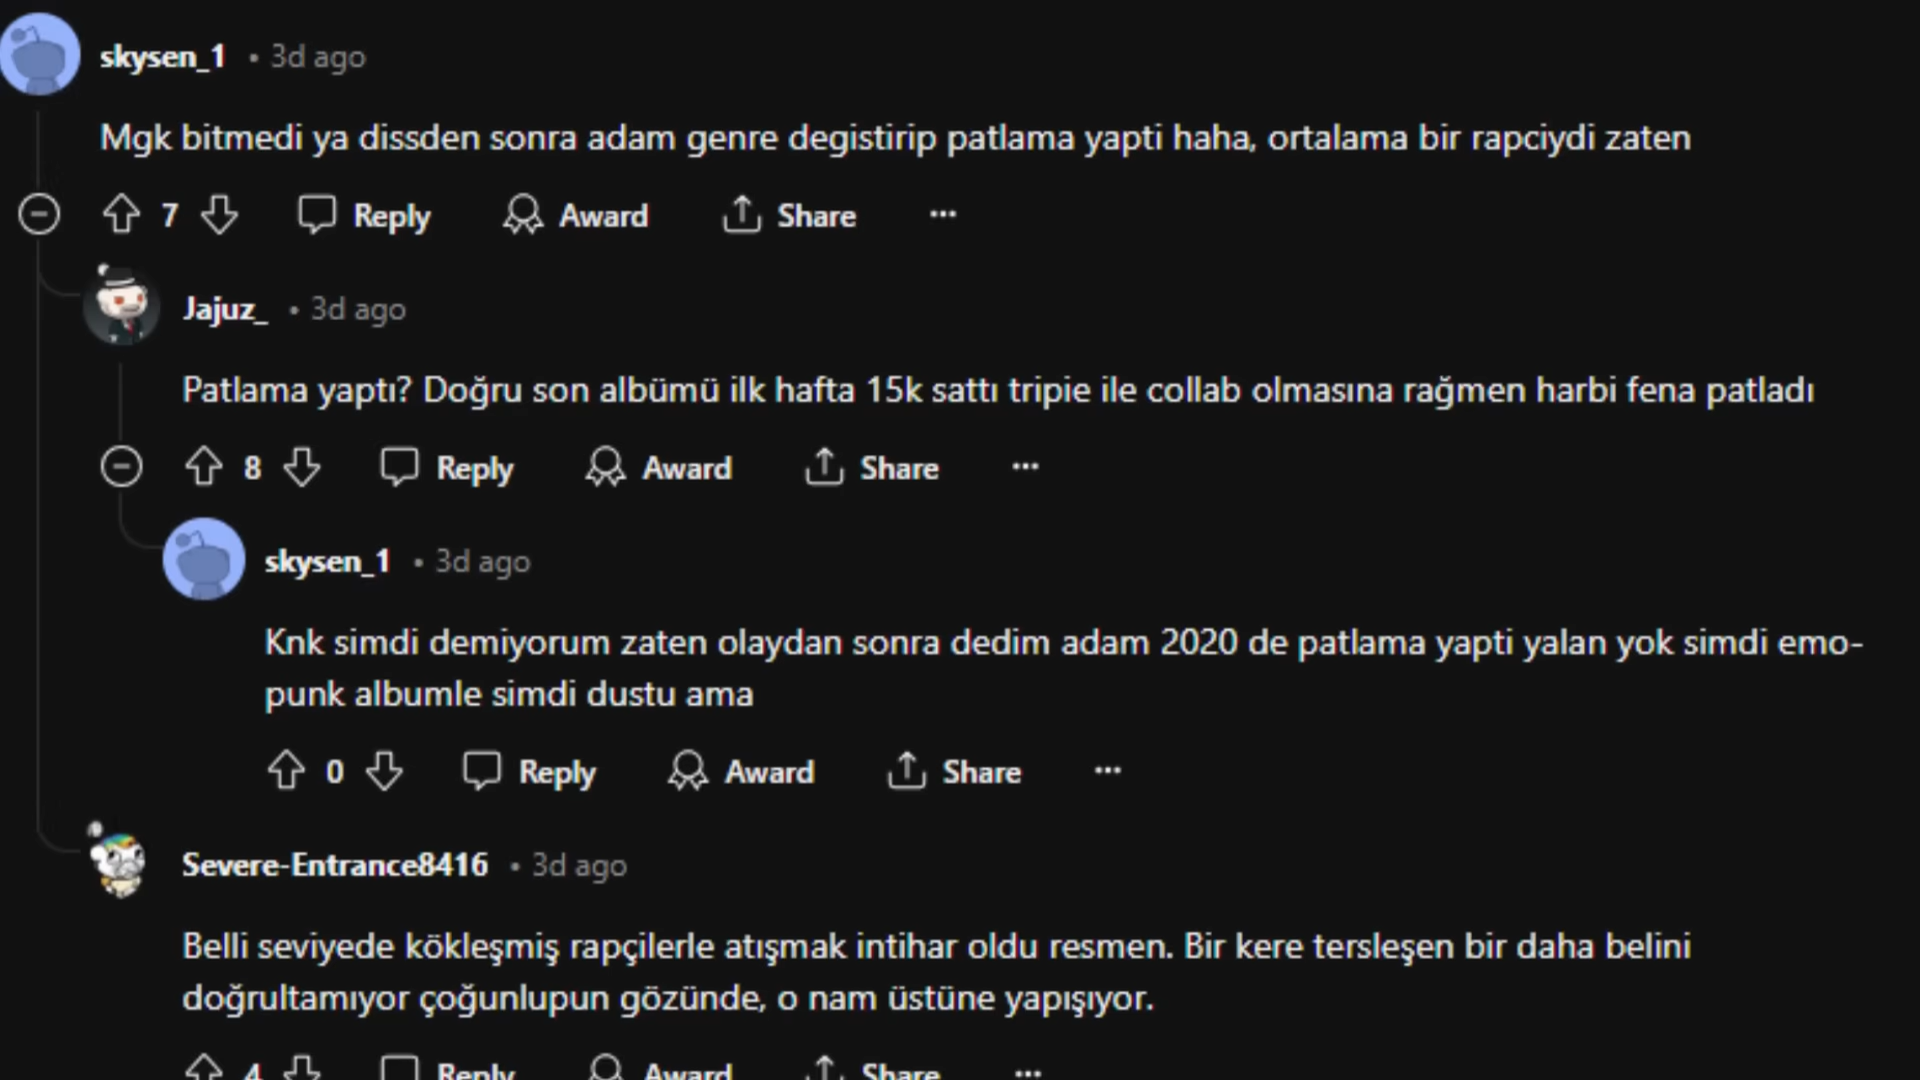 skysen_1 • 3d ago
Mgk bitmedi ya dissden sonra adam genre degistirip patlama yapti haha, ortalama bir rapciydi zaten
7 Reply Award Share ...
Jajuz_ • 3d ago
Patlama yaptı? Doğru son albümü ilk hafta 15k sattı tripie ile collab olmasına rağmen harbi fena patladı
8 Reply Award Share ...
skysen_1 • 3d ago
Knk simdi demiyorum zaten olaydan sonra dedim adam 2020 de patlama yapti yalan yok simdi emo-
punk albumle simdi dustu ama
0 Reply Award Share ...
Severe-Entrance8416 • 3d ago
Belli seviyede kökleşmiş rapçilerle atışmak intihar oldu resmen. Bir kere tersleşen bir daha belini
doğrultamıyor çoğunlupun gözünde, o nam üstüne yapışıyor.
4 Reply Award Share ...